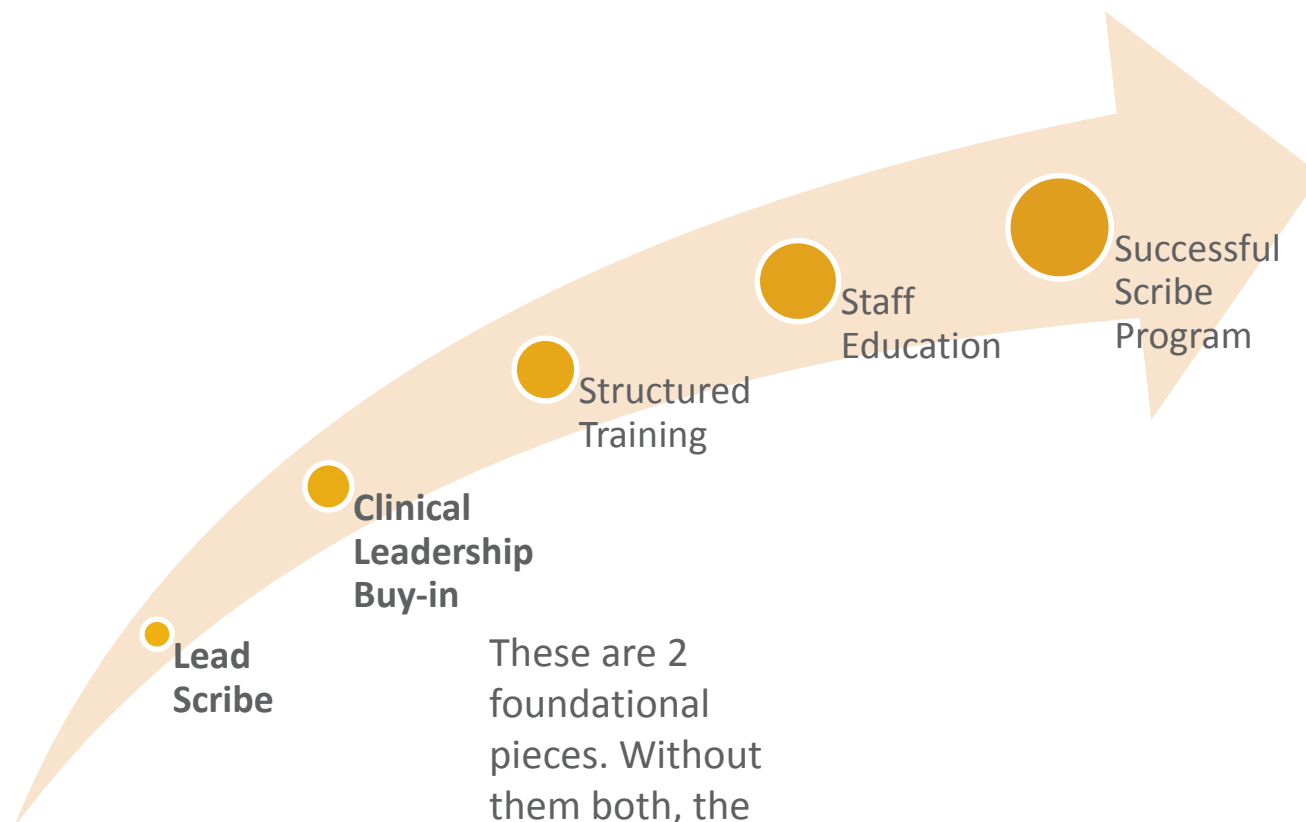 Lead
Scribe
Clinical
Leadership
Buy-in
Structured
Training
Staff
Education
Successful
Scribe
Program
These are 2
foundational
pieces. Without
them both, the